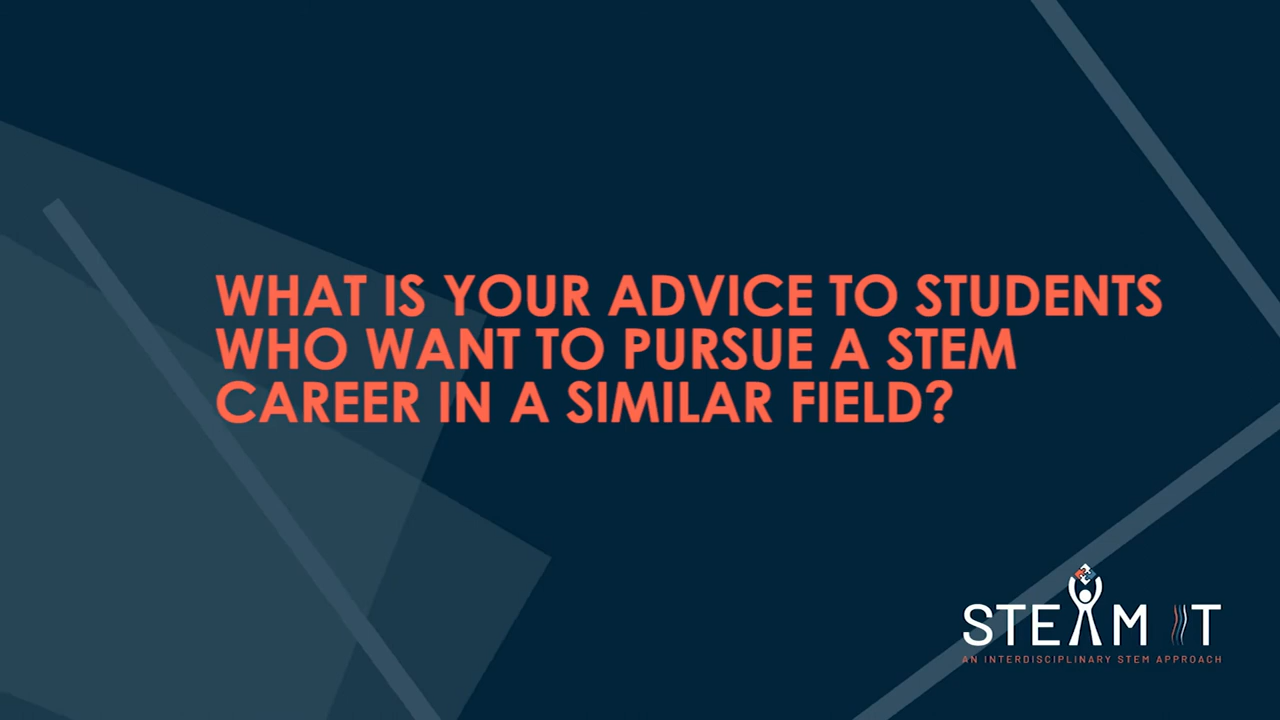 WHAT IS YOUR ADVICE TO STUDENTS
WHO WANT TO PURSUE A STEM
CAREER IN A SIMILAR FIELD?
STEAM IT
AN INTERDISCIPLINARY STEM APPROACH